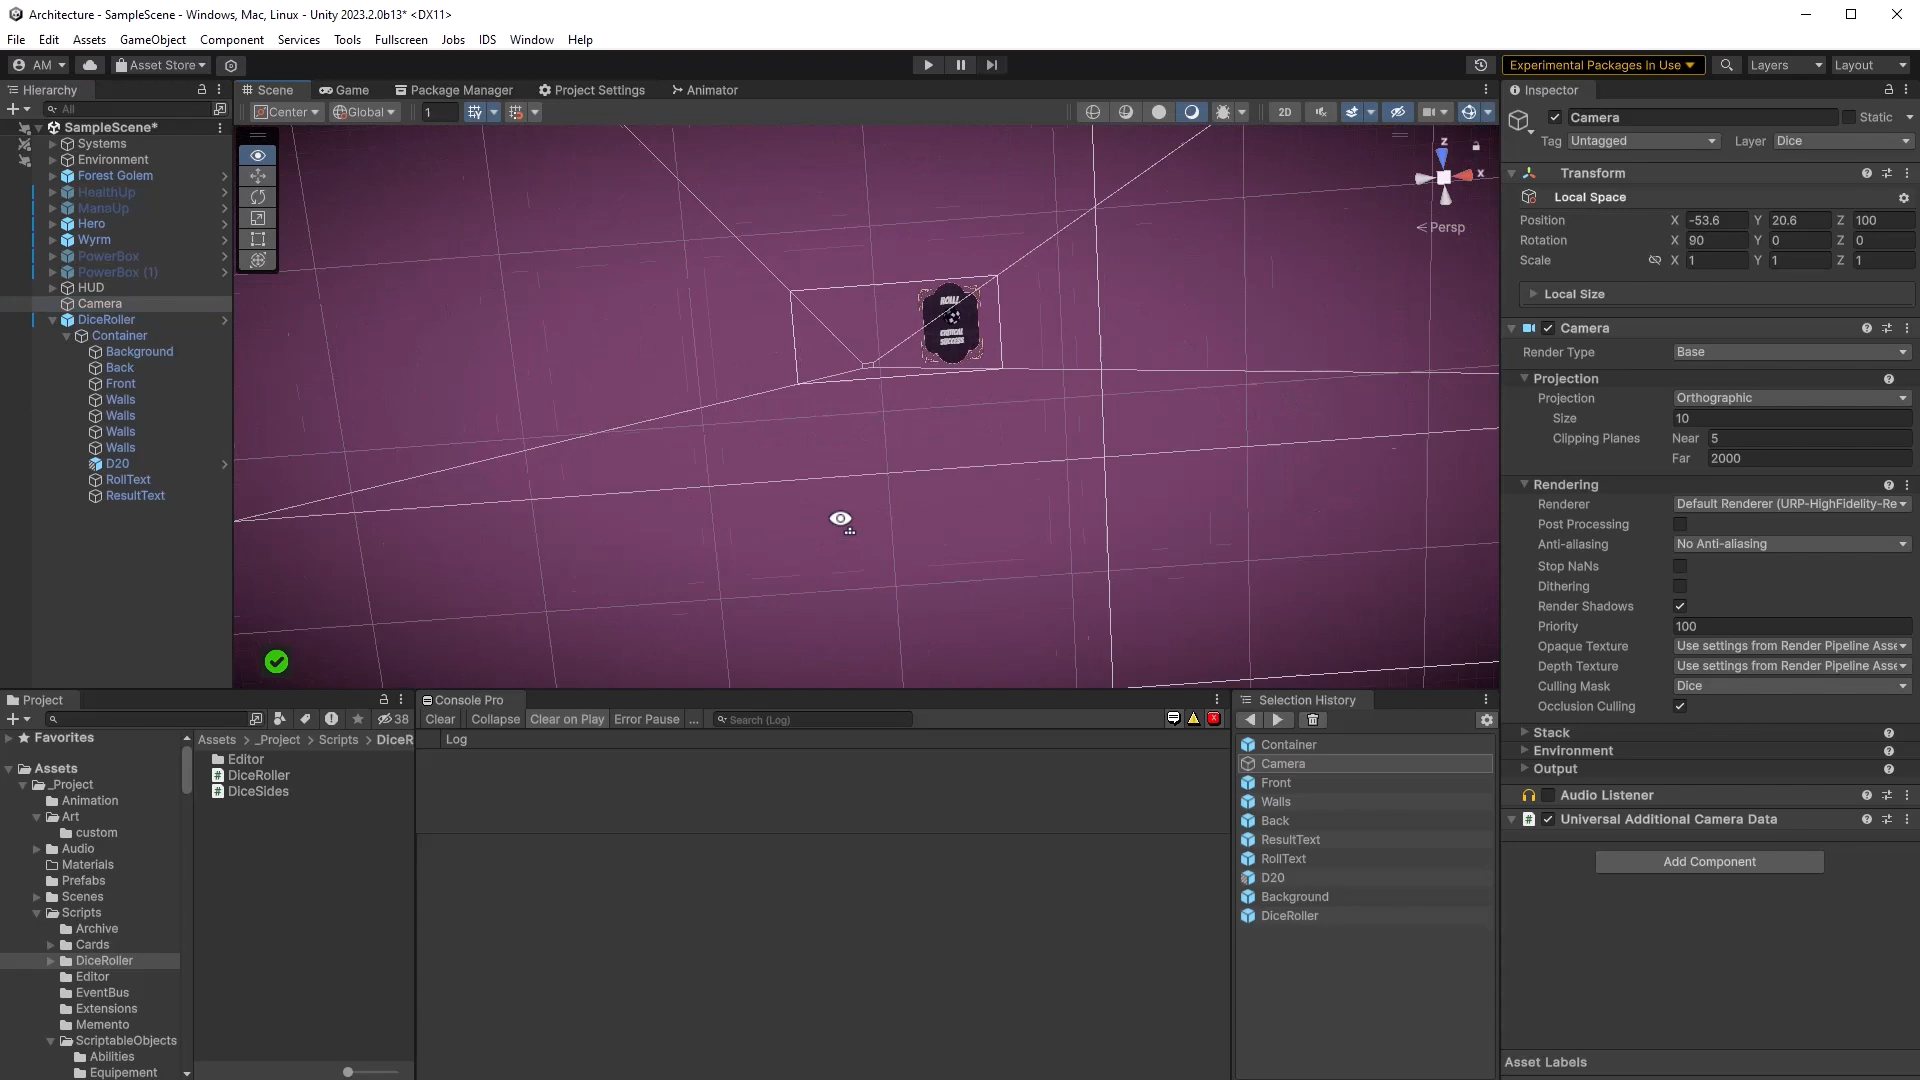 Architecture - SampleScene - Windows, Mac, Linux - Unity 2023.2.0b13* <DX11>
File Edit Assets GameObject Component Services Tools Fullscreen Jobs IDS Window Help
AM Asset Store Experimental Packages In Use Layers Layout
Hierarchy
All
SampleScene*
Systems
Environment
Forest Golem
HealthUp
ManaUp
Hero
Wyrm
PowerBox
PowerBox (1)
HUD
Camera
DiceRoller
Container
Background
Back
Front
Walls
Walls
Walls
Walls
D20
RollText
ResultText
Scene Game Package Manager Project Settings Animator
Center Global 1 2D
z
x
Persp
ROLL!
CRITICAL
SUCCESS
Inspector
Camera Static
Tag Untagged Layer Dice
Transform
Local Space
Position X -53.6 Y 20.6 Z 100
Rotation X 90 Y 0 Z 0
Scale X 1 Y 1 Z 1
Local Size
Camera
Render Type Base
Projection
Projection Orthographic
Size 10
Clipping Planes Near 5
Far 2000
Rendering
Renderer Default Renderer (URP-HighFidelity-Re
Post Processing
Anti-aliasing No Anti-aliasing
Stop NaNs
Dithering
Render Shadows
Priority 100
Opaque Texture Use settings from Render Pipeline Asse
Depth Texture Use settings from Render Pipeline Asse
Culling Mask Dice
Occlusion Culling
Stack
Environment
Output
Audio Listener
Universal Additional Camera Data
Add Component
Asset Labels
Project
38
Favorites
Assets
_Project
Animation
Art
custom
Audio
Materials
Prefabs
Scenes
Scripts
Archive
Cards
DiceRoller
Editor
EventBus
Extensions
Memento
ScriptableObjects
Abilities
Equipement
Assets > _Project > Scripts > DiceR
Editor
DiceRoller
DiceSides
Console Pro
Clear Collapse Clear on Play Error Pause ... Search (Log)
Log
Selection History
Container
Camera
Front
Walls
Back
ResultText
RollText
D20
Background
DiceRoller